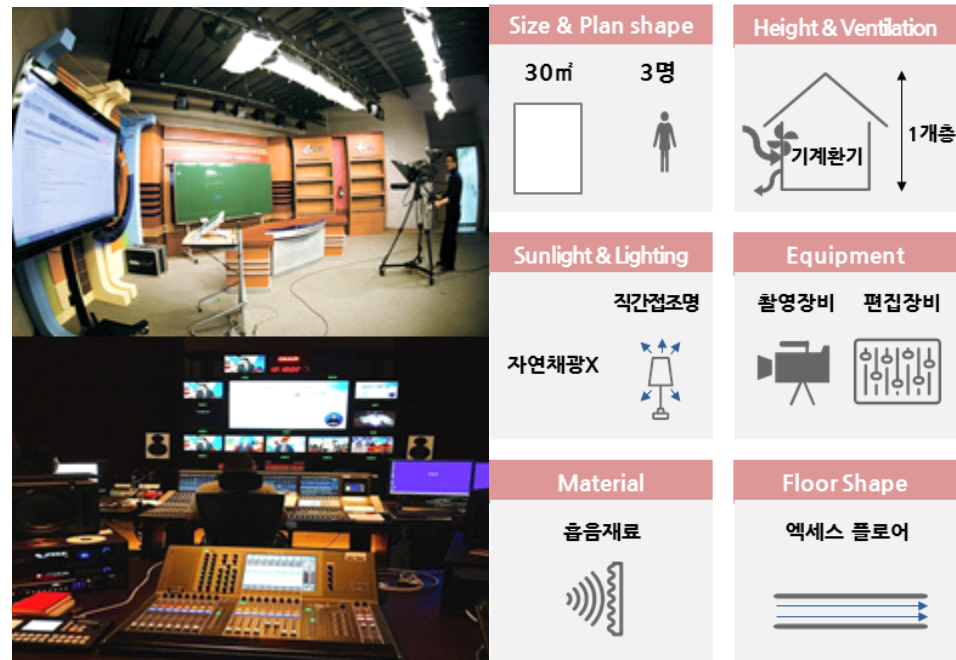 Size & Plan shape
30㎡
3명
Height & Ventilation
기계환기
1개층
Sunlight & Lighting
직간접조명
자연채광X
Equipment
촬영장비
편집장비
Material
흡음재료
Floor Shape
엑세스 플로어